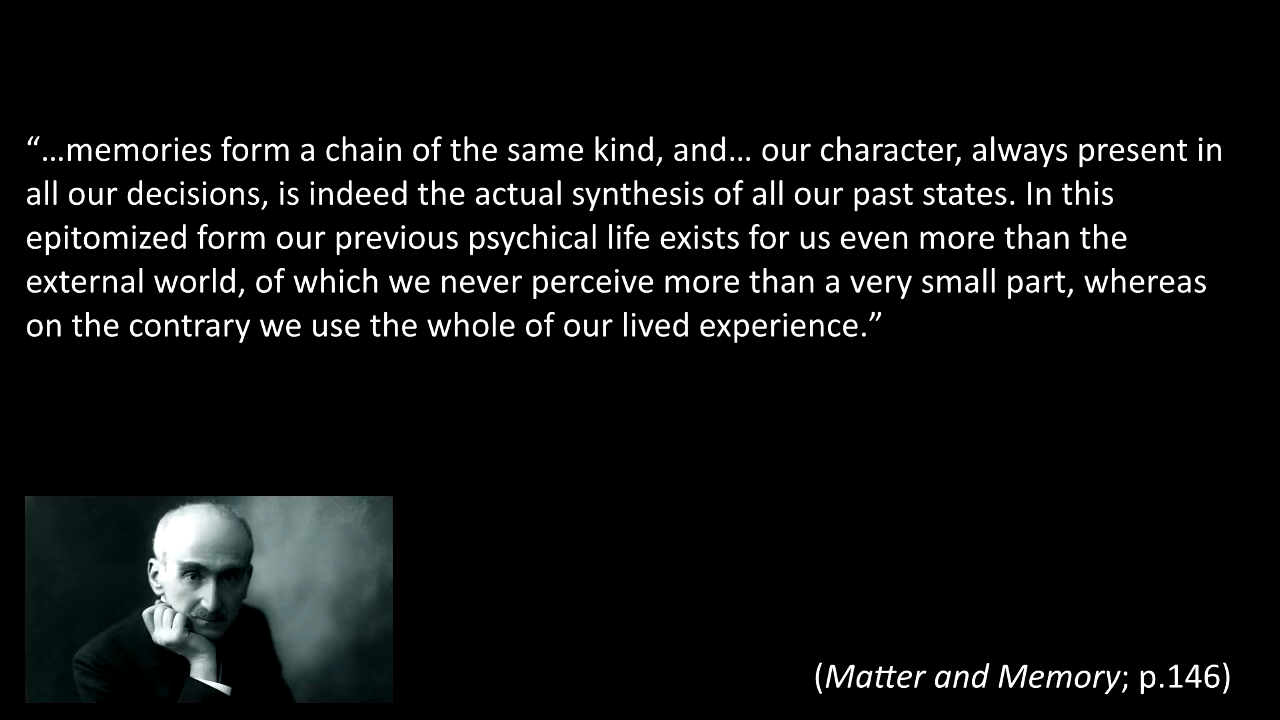 “…memories form a chain of the same kind, and… our character, always present in
all our decisions, is indeed the actual synthesis of all our past states. In this
epitomized form our previous psychical life exists for us even more than the
external world, of which we never perceive more than a very small part, whereas
on the contrary we use the whole of our lived experience.”
(Matter and Memory; p.146)